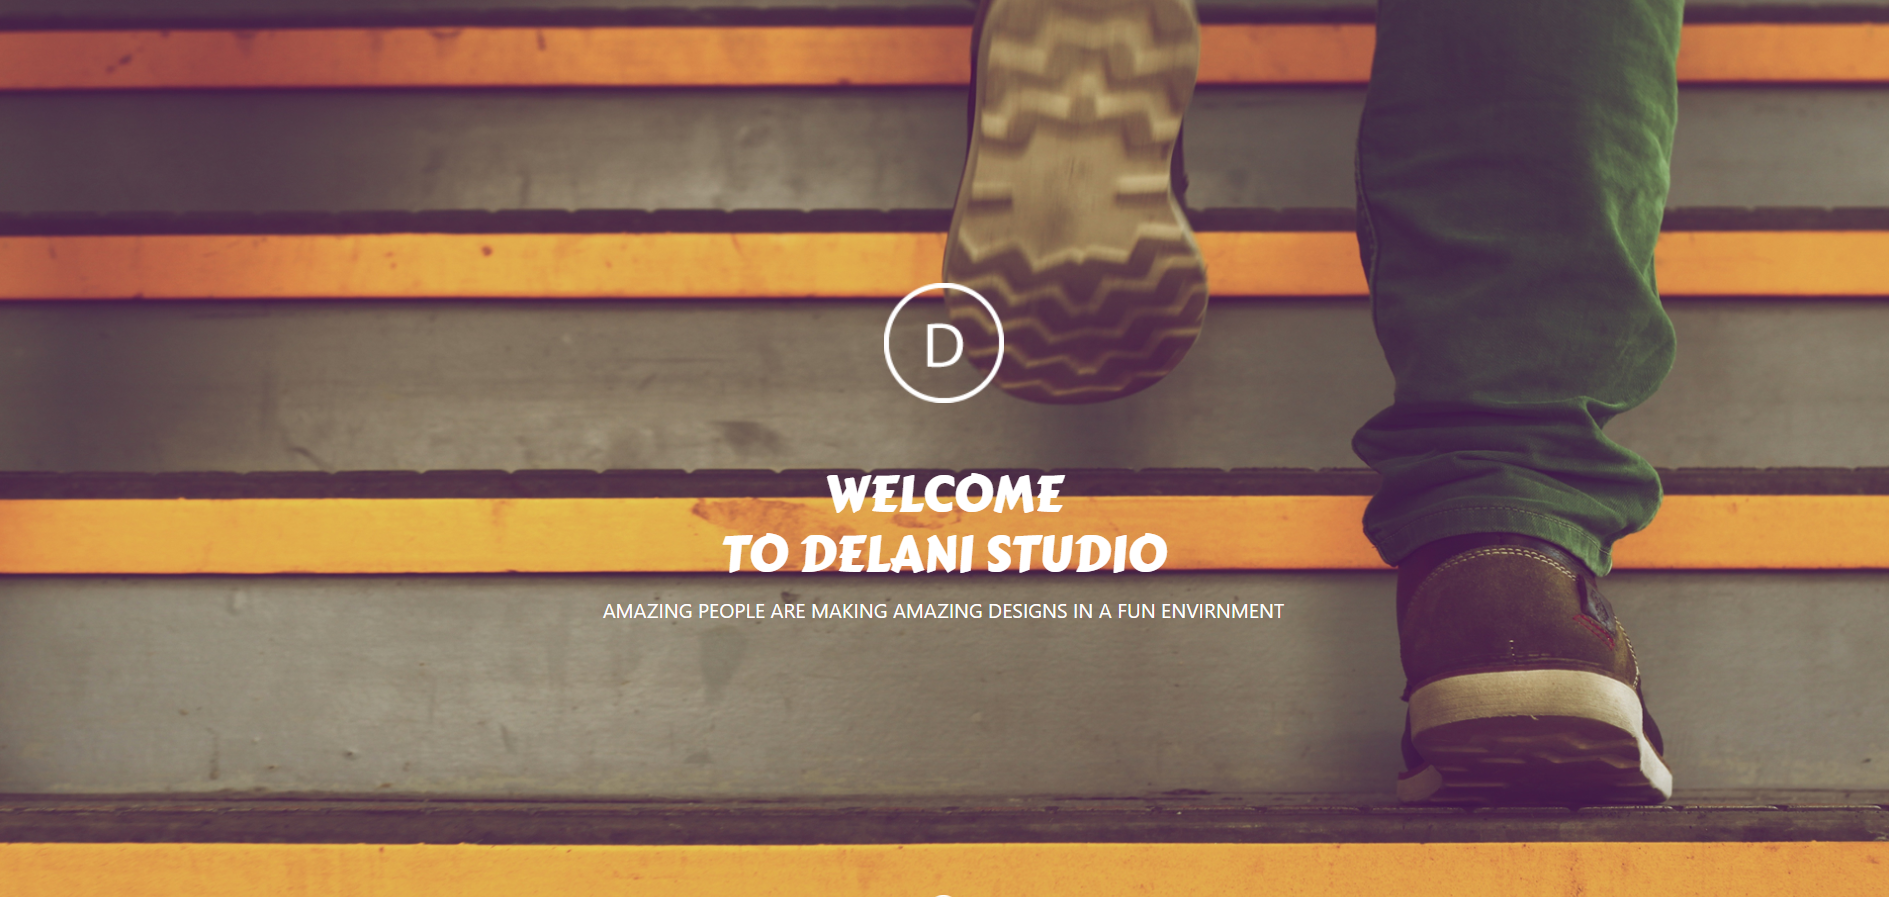 D
WELCOME
TO DELANI STUDIO
AMAZING PEOPLE ARE MAKING AMAZING DESIGNS IN A FUN ENVIRNMENT